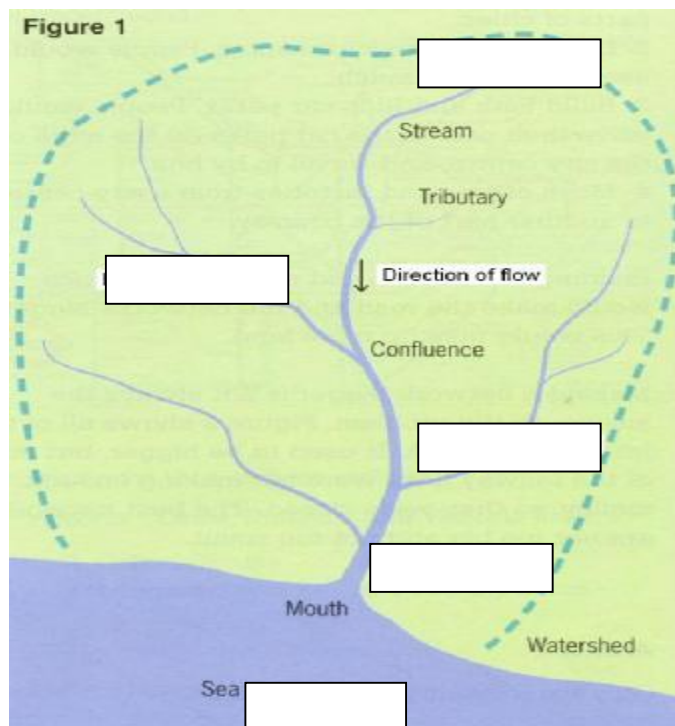 Figure 1
Stream
Tributary
Direction of flow
Confluence
Mouth
Watershed
Sea